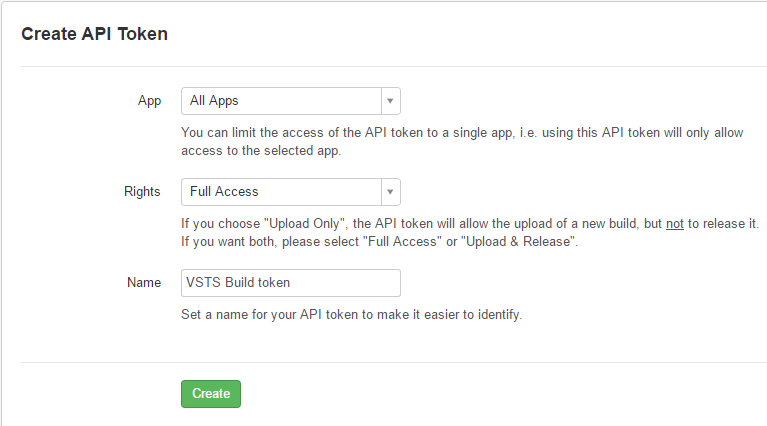 Create API Token
App All Apps
You can limit the access of the API token to a single app, i.e. using this API token will only allow
access to the selected app.
Rights Full Access
If you choose "Upload Only", the API token will allow the upload of a new build, but not to release it.
If you want both, please select "Full Access" or "Upload & Release".
Name VSTS Build token
Set a name for your API token to make it easier to identify.
Create